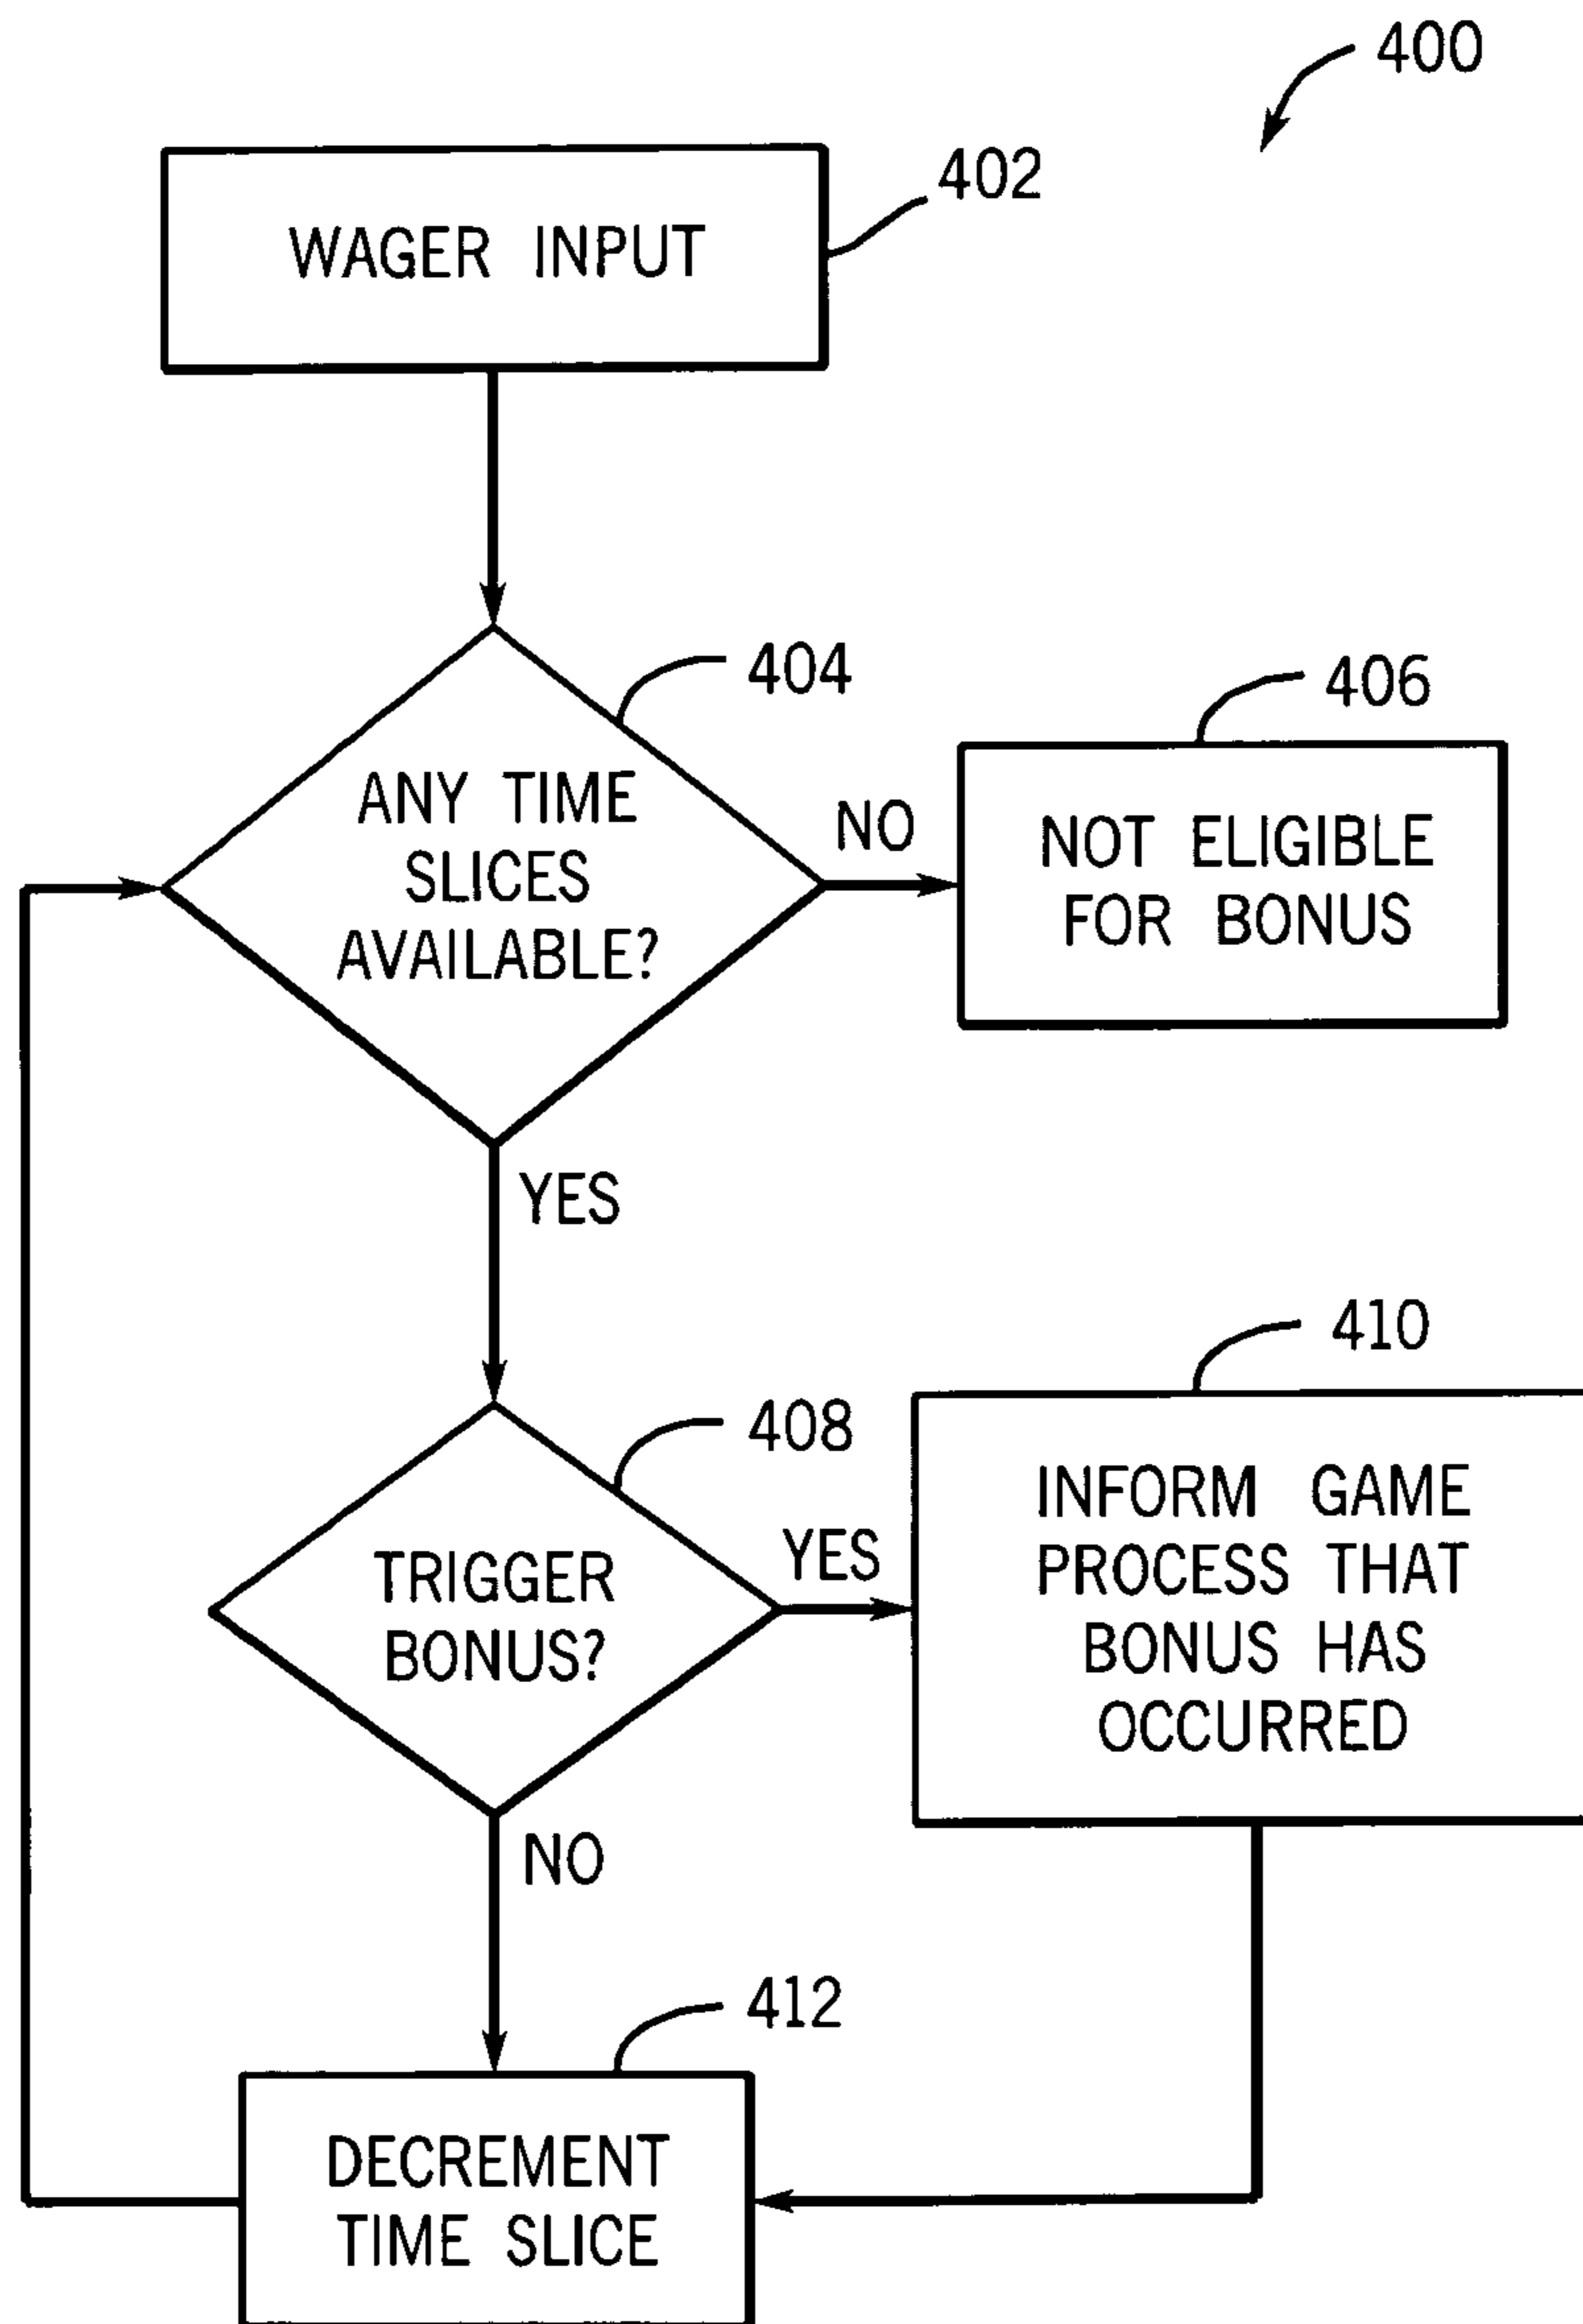 400
402
WAGER INPUT
404
ANY TIME
SLICES
AVAILABLE?
NO
406
NOT ELIGIBLE
FOR BONUS
YES
408
TRIGGER
BONUS?
YES
410
INFORM GAME
PROCESS THAT
BONUS HAS
OCCURRED
NO
412
DECREMENT
TIME SLICE